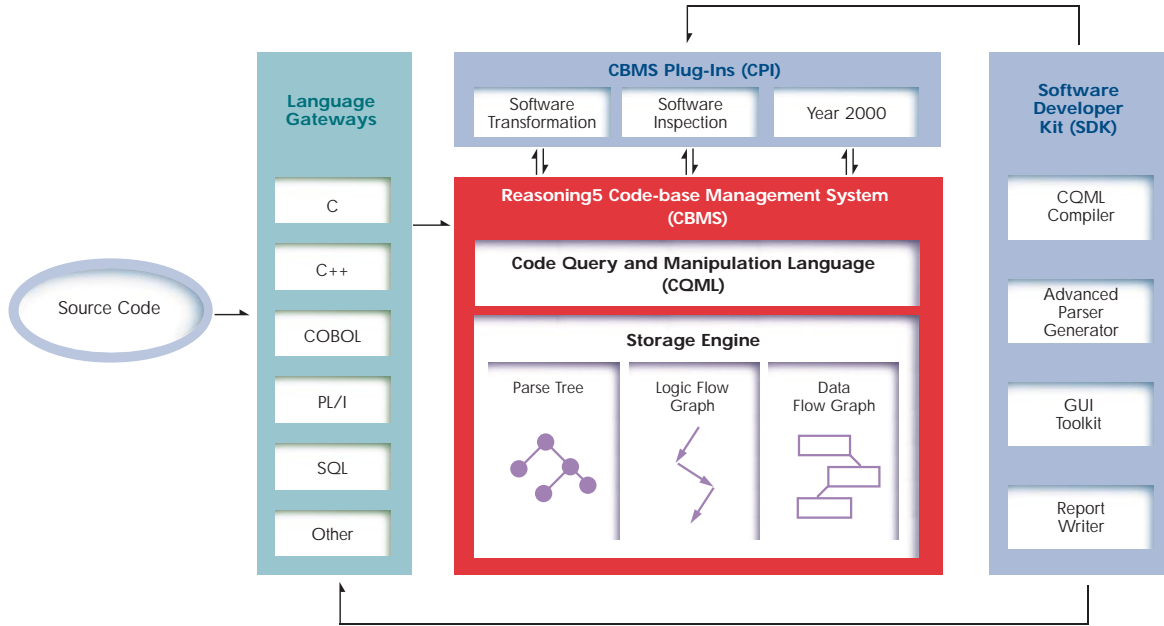 Source Code
Language
Gateways
C
C++
COBOL
PL/I
SQL
Other
CBMS Plug-Ins (CPI)
Software
Transformation
Software
Inspection
Year 2000
Reasoning5 Code-base Management System
(CBMS)
Code Query and Manipulation Language
(CQML)
Storage Engine
Parse Tree
Logic Flow
Graph
Data
Flow Graph
Software
Developer
Kit (SDK)
CQML
Compiler
Advanced
Parser
Generator
GUI
Toolkit
Report
Writer